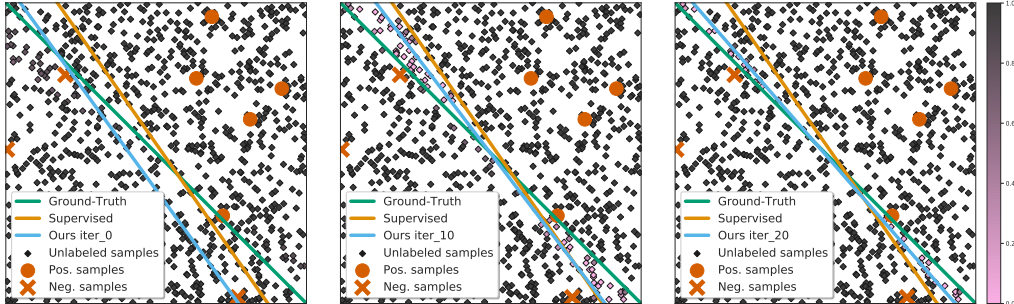 Ground-Truth
Supervised
Ours iter_0
Unlabeled samples
Pos. samples
Neg. samples
Ground-Truth
Supervised
Ours iter_10
Unlabeled samples
Pos. samples
Neg. samples
Ground-Truth
Supervised
Ours iter_20
Unlabeled samples
Pos. samples
Neg. samples
1.0
0.8
0.6
0.4
0.2
0.0